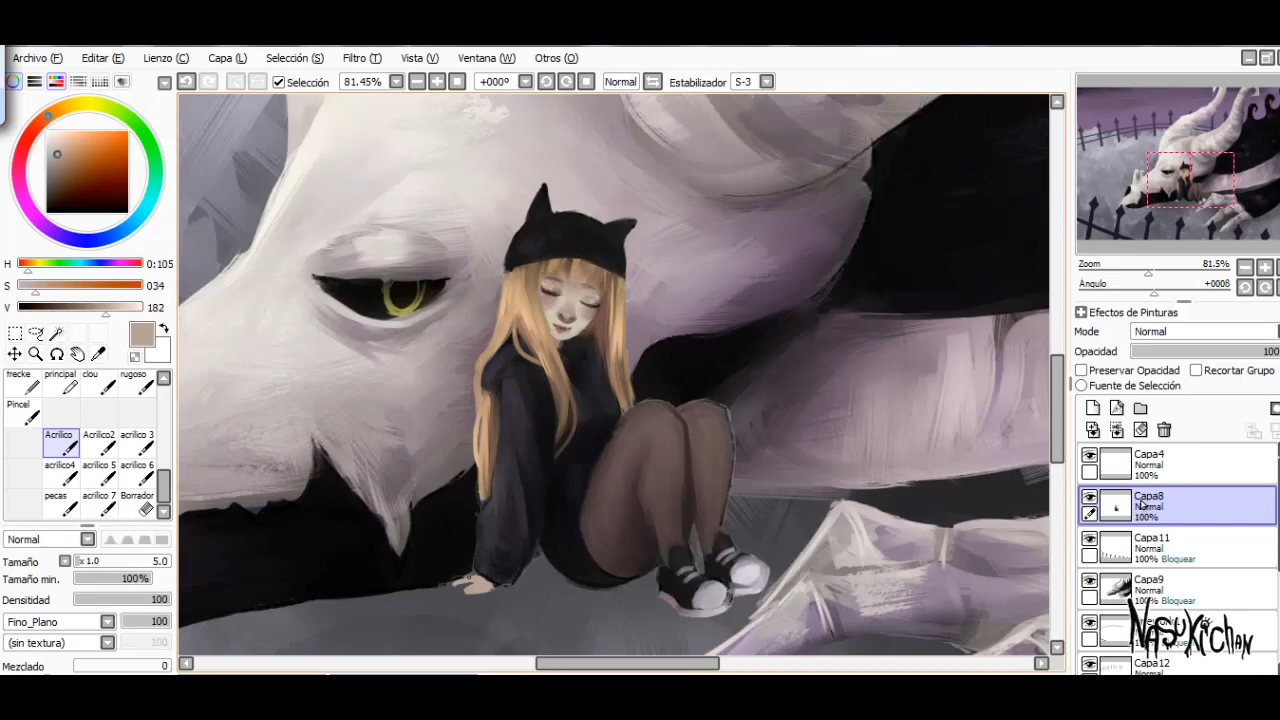 Archivo (F) Editar (E) Lienzo (C) Capa (L) Selección (S) Filtro (T) Vista (V) Ventana (W) Otros (O)
Selección 81.45% +000º Normal Estabilizador S-3
H 0:105
S 034
V 182
frecke principal clou rugoso
Pincel
Acrilico Acrilico2 acrilico 3
acrilico4 acrilico 5 acrilico 6
pecas acrilico 7 Borrador
Normal
Tamaño x 1.0 5.0
Tamaño min. 100%
Densitidad 100
Fino_Plano 100
(sin textura) 100
Mezclado 0
Zoom 81.5%
Angulo +0008
Efectos de Pinturas
Mode Normal
Opacidad 100
Preservar Opacidad Recortar Grupo
Fuente de Selección
Capa4
Normal
100%
Capa8
Normal
100%
Capa11
Normal
100% Bloquear
Capa9
Normal
100% Bloquear
Capa12
Normal
NASUKiChAN